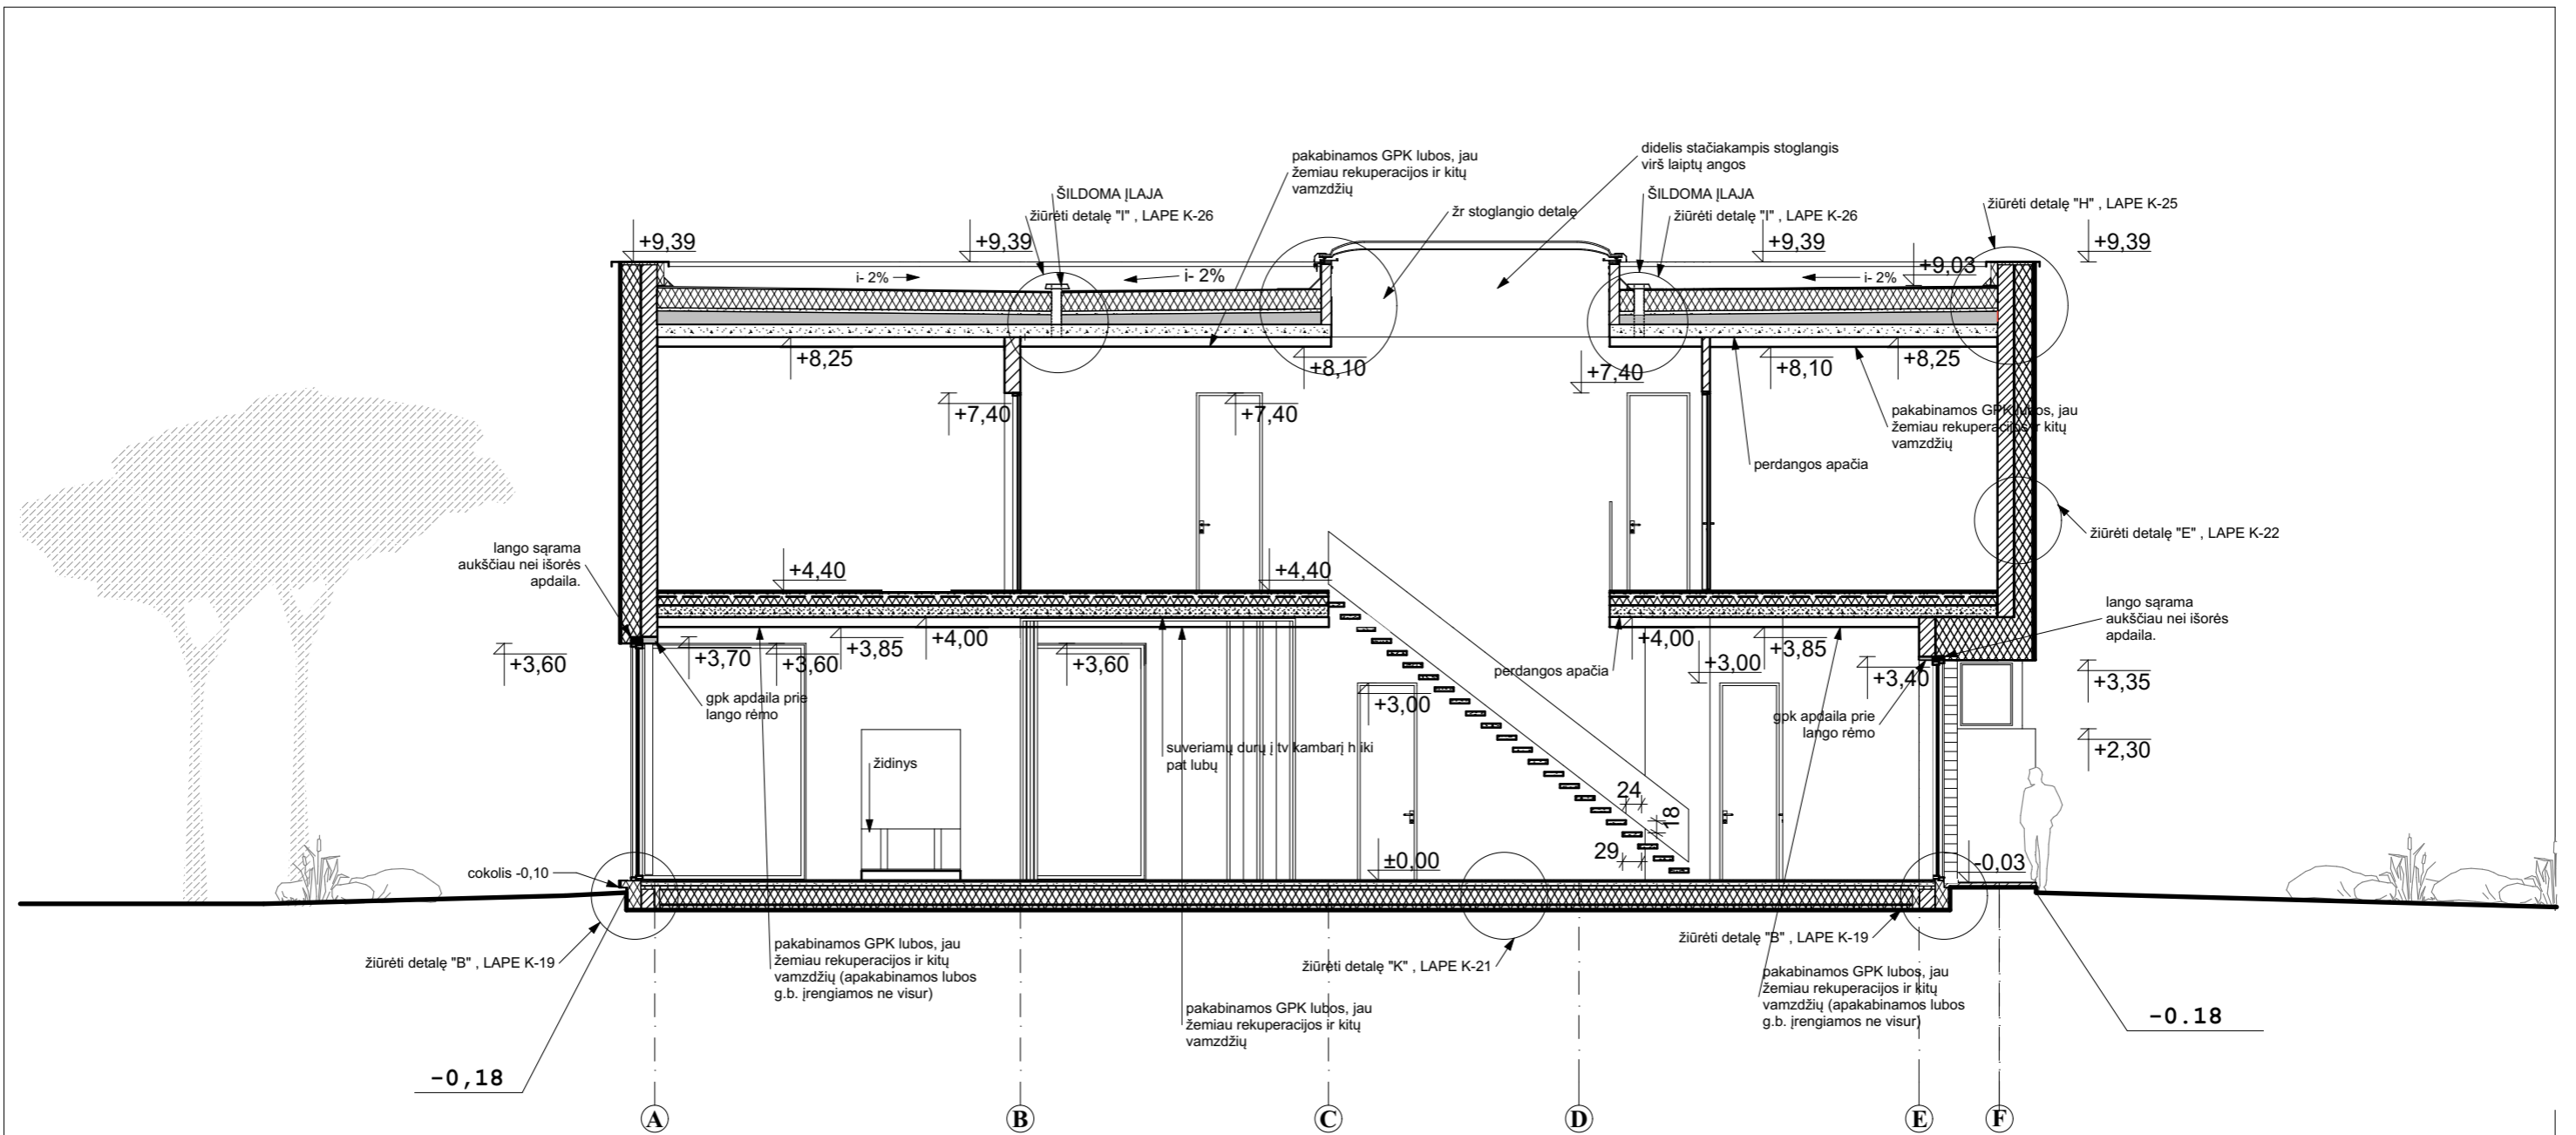 pakabinamos GPK lubos, jau
žemiau rekuperacijos ir kitų
vamzdžių
didelis stačiakampis stoglangis
virš laiptų angos
ŠILDOMA ĮLAJA
žiūrėti detalę "I" , LAPE K-26
žr stoglangio detalę
ŠILDOMA ĮLAJA
žiūrėti detalę "I" , LAPE K-26
žiūrėti detalę "H" , LAPE K-25
+9,39
+9,39
+9,39
+9,39
i- 2%
i- 2%
i- 2%
+9,03
+8,25
+8,10
+7,40
+8,10
+8,25
+7,40
+7,40
pakabinamos GPK lubos, jau
žemiau rekuperacijos ir kitų
vamzdžių
perdangos apačia
žiūrėti detalę "E" , LAPE K-22
lango sąrama
aukščiau nei išorės
apdaila.
+4,40
+4,40
lango sąrama
aukščiau nei išorės
apdaila.
+3,60
+3,70
+3,60
+3,85
+4,00
+3,60
+4,00
+3,00
+3,85
+3,40
+3,35
perdangos apačia
gpk apdaila prie
lango rėmo
+3,00
gpk apdaila prie
lango rėmo
+2,30
suveriamų durų į tv kambarį h iki
pat lubų
židinys
24
18
29
±0,00
-0,03
cokolis -0,10
žiūrėti detalę "B" , LAPE K-19
pakabinamos GPK lubos, jau
žemiau rekuperacijos ir kitų
vamzdžių (apakabinamos lubos
g.b. įrengiamos ne visur)
žiūrėti detalę "K" , LAPE K-21
žiūrėti detalę "B" , LAPE K-19
pakabinamos GPK lubos, jau
žemiau rekuperacijos ir kitų
vamzdžių (apakabinamos lubos
g.b. įrengiamos ne visur)
pakabinamos GPK lubos, jau
žemiau rekuperacijos ir kitų
vamzdžių
-0.18
-0,18
A
B
C
D
E
F